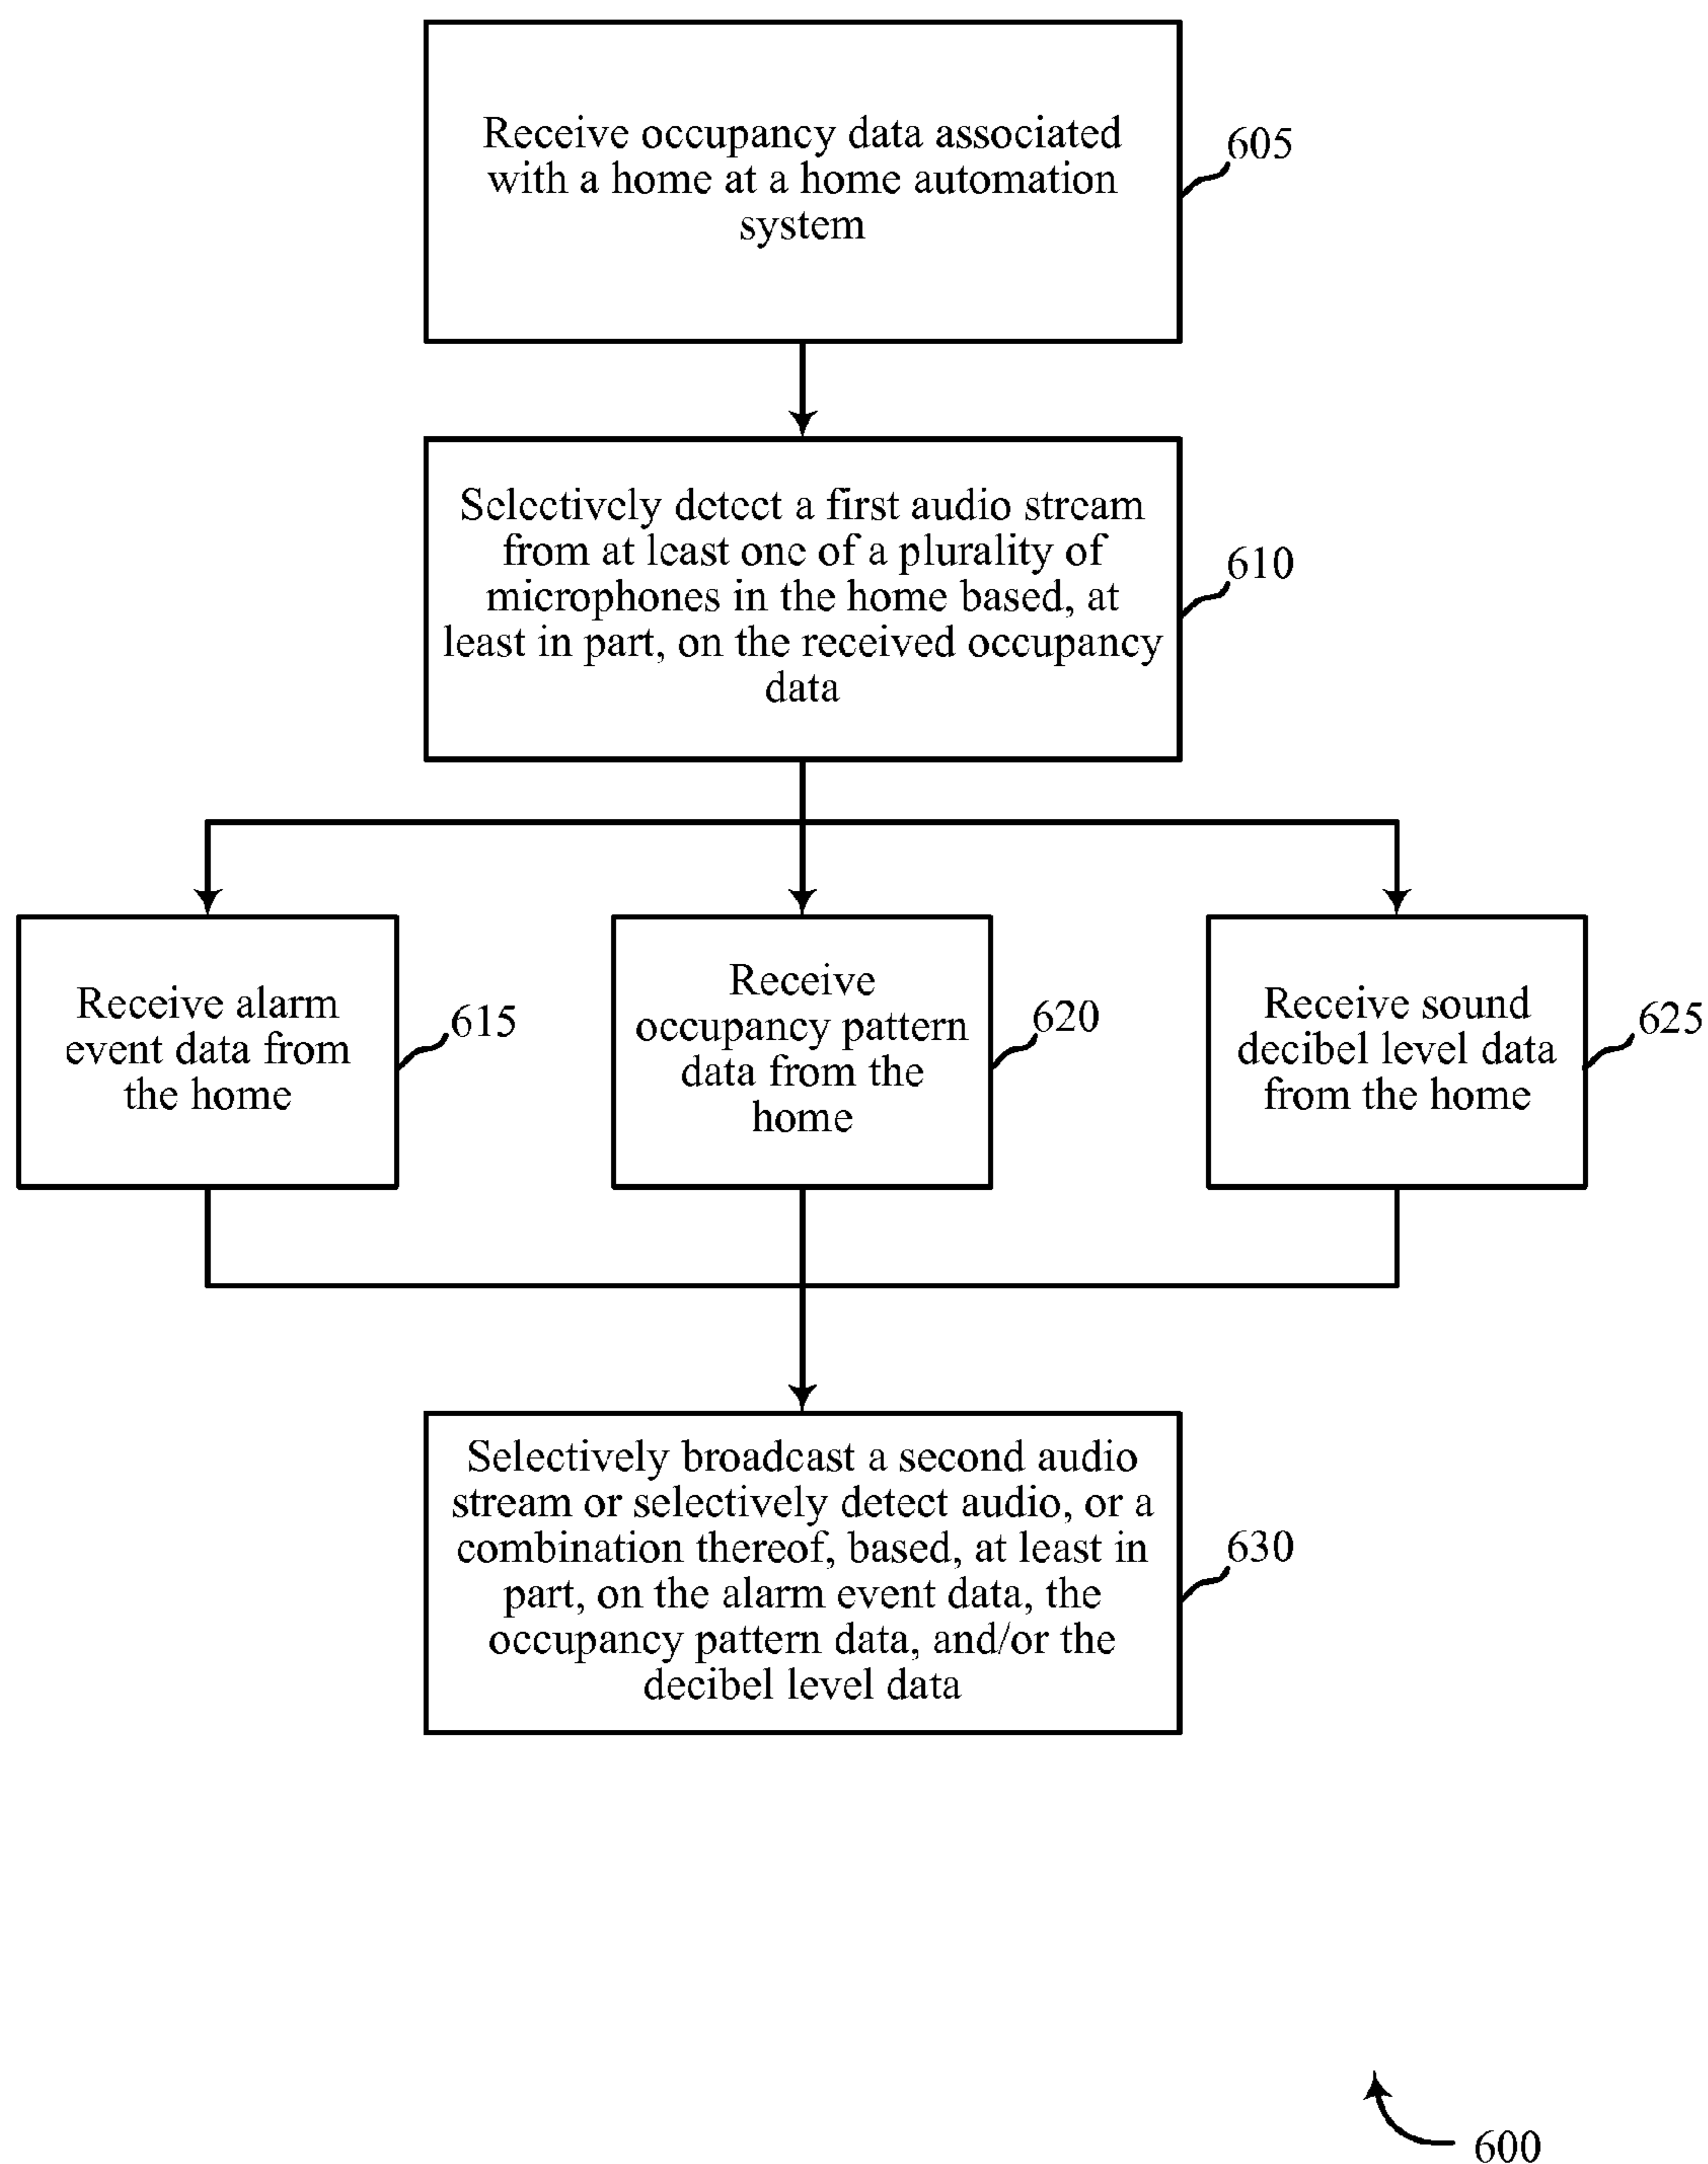 Receive occupancy data associated
with a home at a home automation
system
605
Selectively detect a first audio stream
from at least one of a plurality of
microphones in the home based, at
least in part, on the received occupancy
data
610
Receive alarm
event data from
the home
615
Receive
occupancy pattern
data from the
home
620
Receive sound
decibel level data
from the home
625
Selectively broadcast a second audio
stream or selectively detect audio, or a
combination thereof, based, at least in
part, on the alarm event data, the
occupancy pattern data, and/or the
decibel level data
630
600